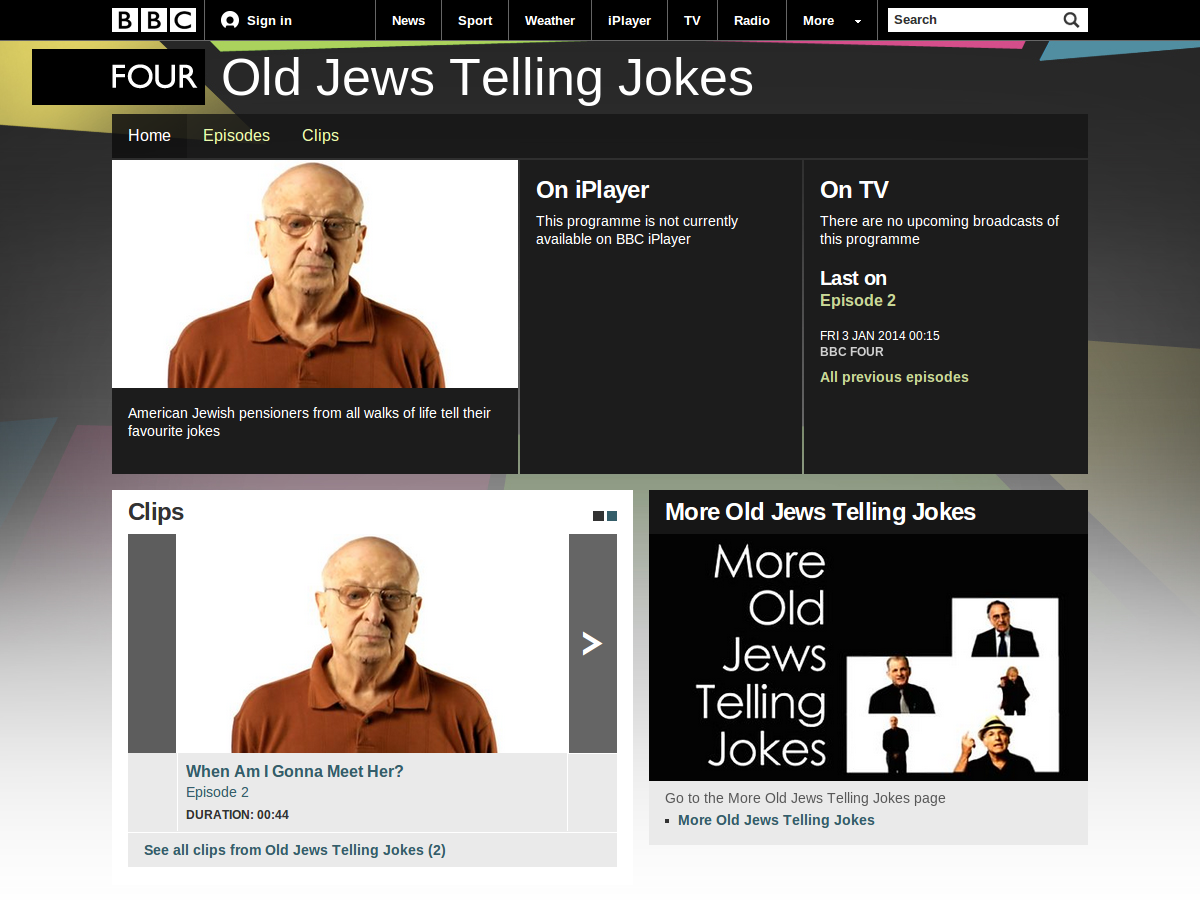 BBC Sign in News Sport Weather iPlayer TV Radio More Search
FOUR Old Jews Telling Jokes
Home Episodes Clips
On iPlayer
This programme is not currently
available on BBC iPlayer
On TV
There are no upcoming broadcasts of
this programme
Last on
Episode 2
FRI 3 JAN 2014 00:15
BBC FOUR
All previous episodes
American Jewish pensioners from all walks of life tell their
favourite jokes
Clips
When Am I Gonna Meet Her?
Episode 2
DURATION: 00:44
See all clips from Old Jews Telling Jokes (2)
More Old Jews Telling Jokes
More
Old
Jews
Telling
Jokes
Go to the More Old Jews Telling Jokes page
More Old Jews Telling Jokes